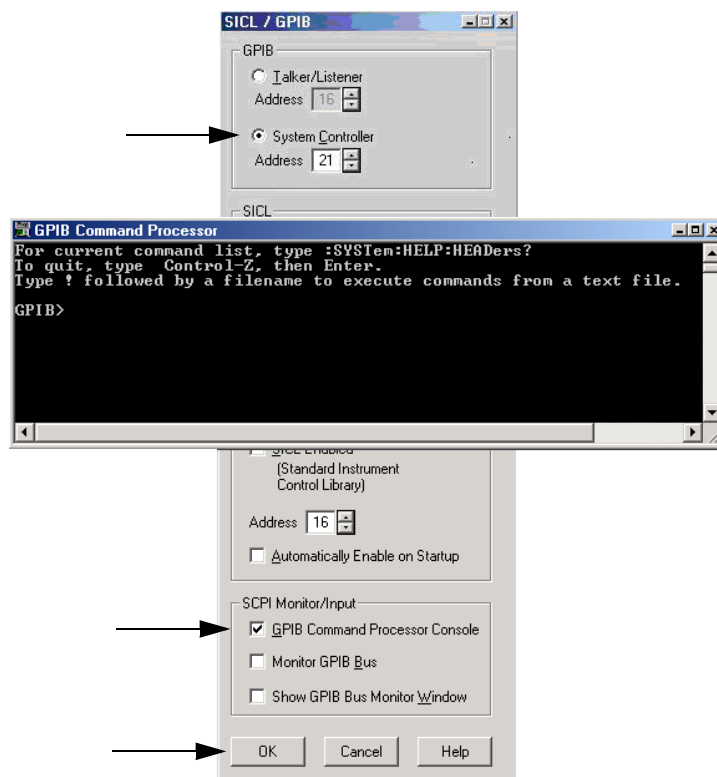 SICL / GPIB
GPIB
Talker/Listener
Address 16
System Controller
Address 21
SICL
GPIB Command Processor
For current command list, type :SYSTem:HELP:HEADers?
To quit, type  Control-Z, then Enter.
Type ! followed by a filename to execute commands from a text file.
GPIB>
SICL Enabled
(Standard Instrument
Control Library)
Address 16
Automatically Enable on Startup
SCPI Monitor/Input
GPIB Command Processor Console
Monitor GPIB Bus
Show GPIB Bus Monitor Window
OK Cancel Help